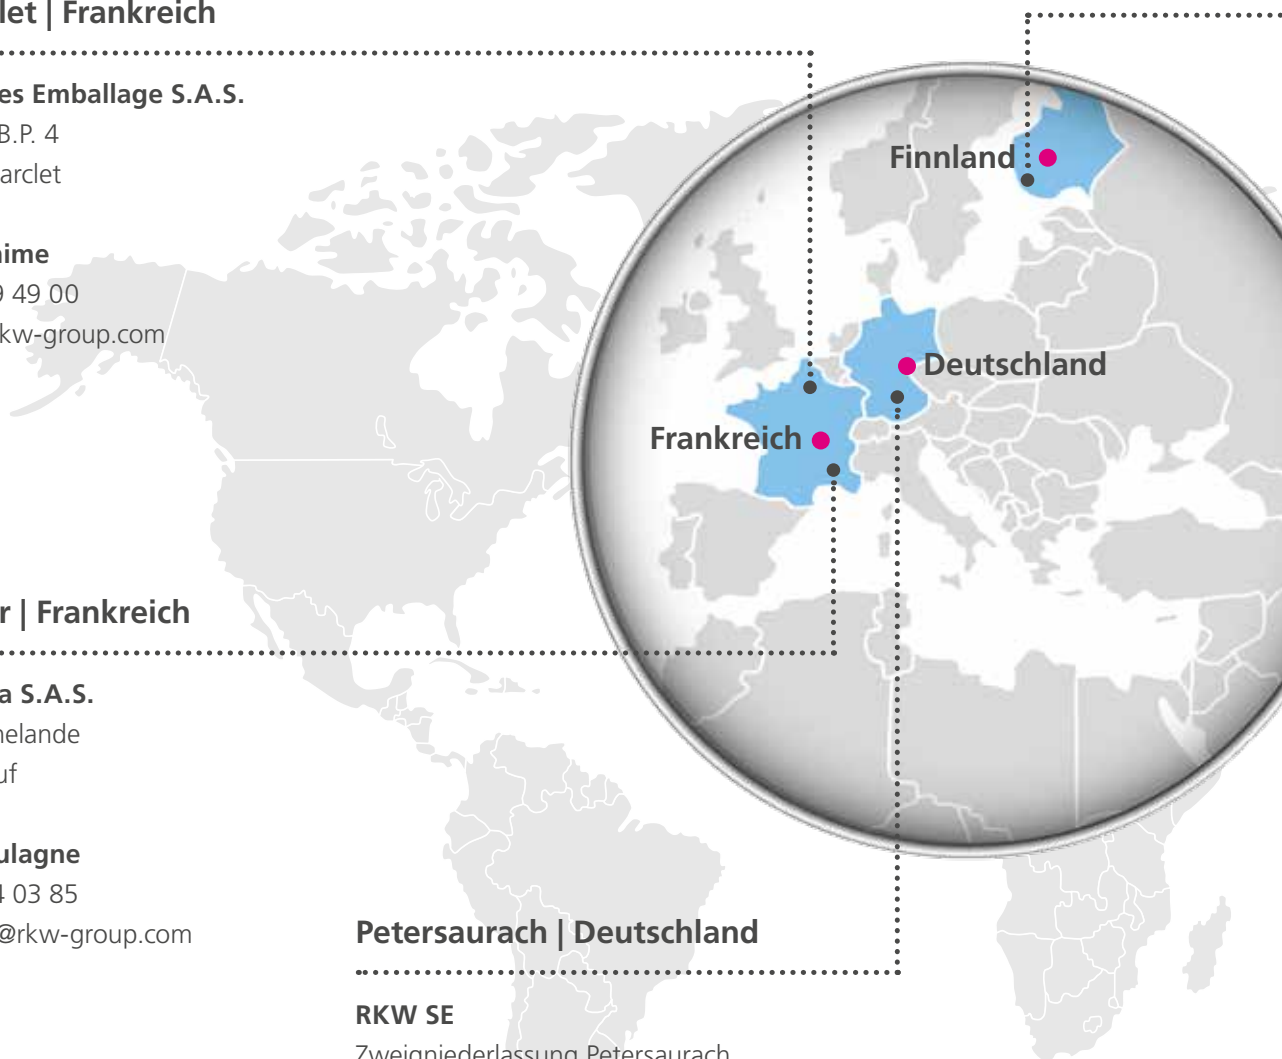 let | Frankreich
es Emballage S.A.S.
B.P. 4
arclet
ime
9 49 00
kw-group.com
Finnland
Deutschland
Frankreich
r | Frankreich
a S.A.S.
elande
uf
ulagne
4 03 85
@rkw-group.com
Petersaurach | Deutschland
RKW SE
Zweigniederlassung Petersaurach